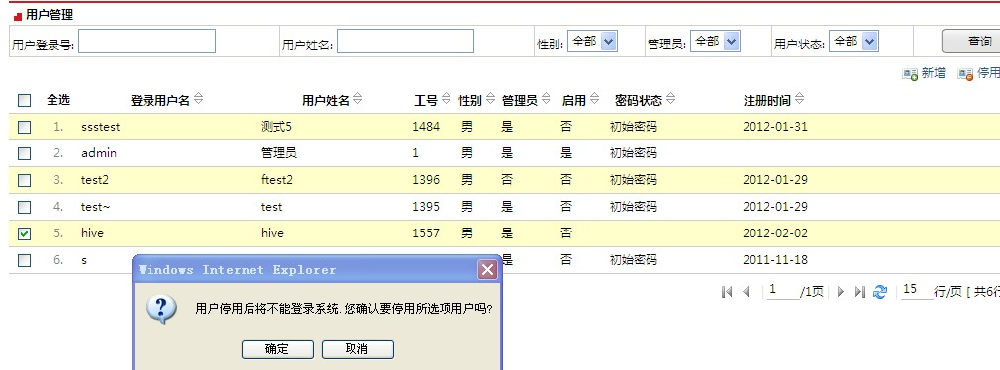 用户管理
用户登录号: 用户姓名: 性别: 全部 管理员: 全部 用户状态: 全部 查询
新增 停用
全选 登录用户名 用户姓名 工号 性别 管理员 启用 密码状态 注册时间
1. ssstest 测式5 1484 男 是 否 初始密码 2012-01-31
2. admin 管理员 1 男 是 是 初始密码
3. test2 ftest2 1396 男 否 否 初始密码 2012-01-29
4. test~ test 1395 男 是 否 初始密码 2012-01-29
5. hive hive 1557 男 是 否 2012-02-02
6. s 是 否 初始密码 2011-11-18
Windows Internet Explorer
1 /1页 15 行/页 [ 共6行
用户停用后将不能登录系统. 您确认要停用所选项用户吗?
确定 取消